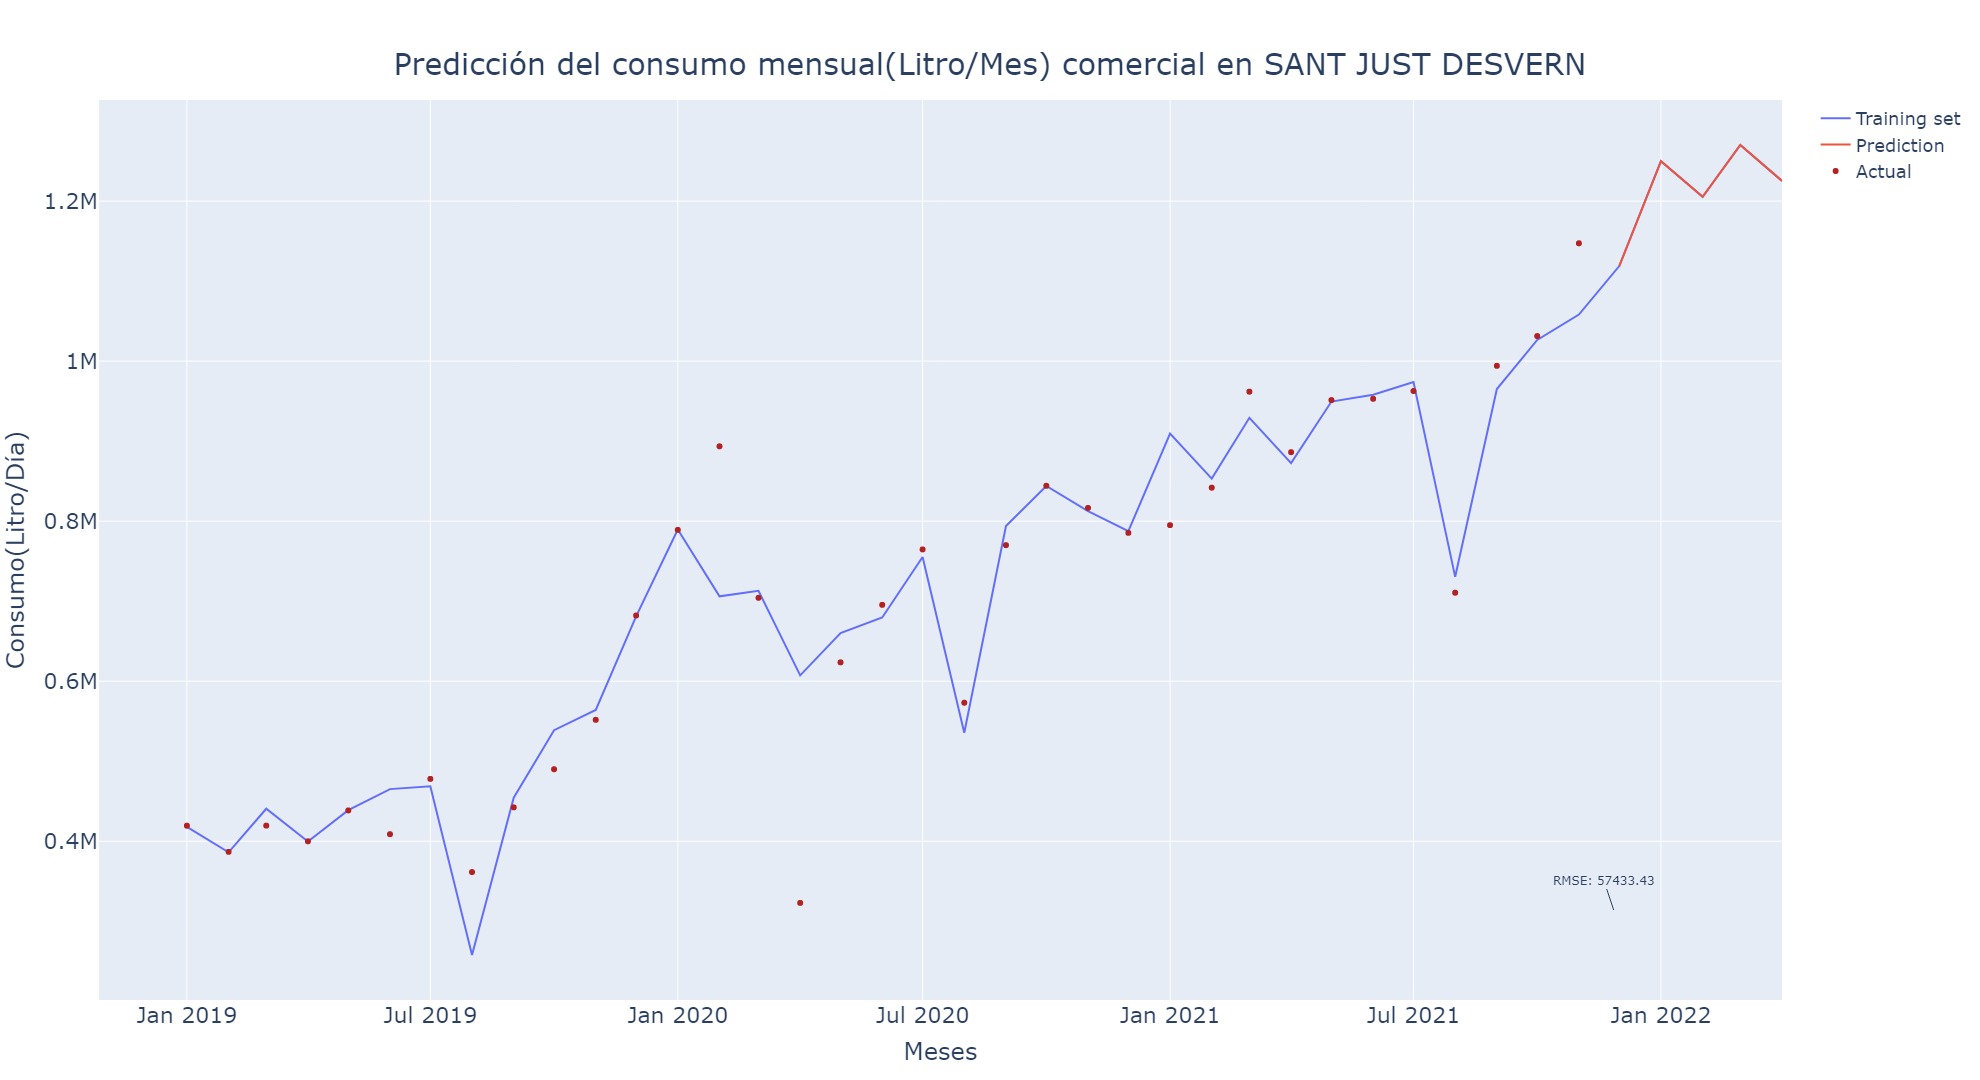 Predicción del consumo mensual(Litro/Mes) comercial en SANT JUST DESVERN
Training set
Prediction
Actual
1.2M
1M
0.8M
0.6M
0.4M
Consumo(Litro/Día)
RMSE: 57433.43
Jan 2019
Jul 2019
Jan 2020
Jul 2020
Jan 2021
Jul 2021
Jan 2022
Meses